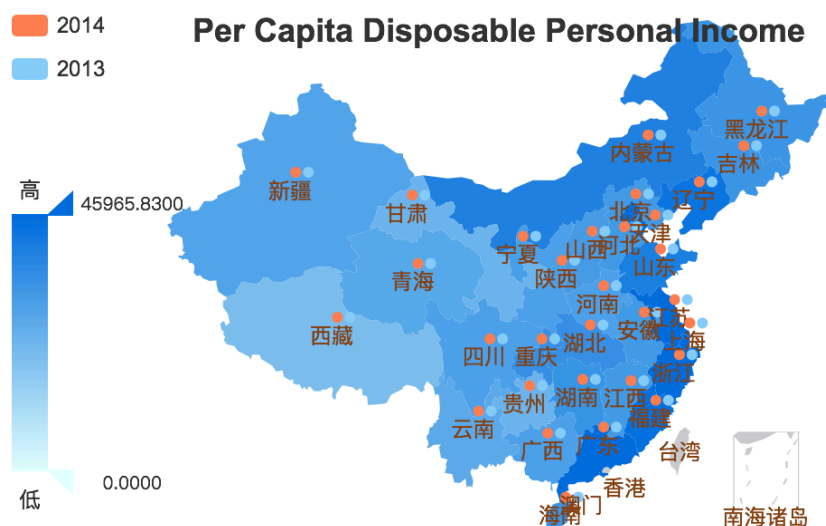 Per Capita Disposable Personal Income
2014
2013
高
45965.8300
0.0000
低
黑龙江
内蒙古
吉林
新疆
甘肃
北京
辽宁
天津
宁夏
山西
河北
山东
陕西
青海
河南
西藏
安徽
江苏
上海
四川
重庆
湖北
浙江
贵州
湖南
江西
福建
云南
广西
广东
台湾
香港
澳门
海南
南海诸岛